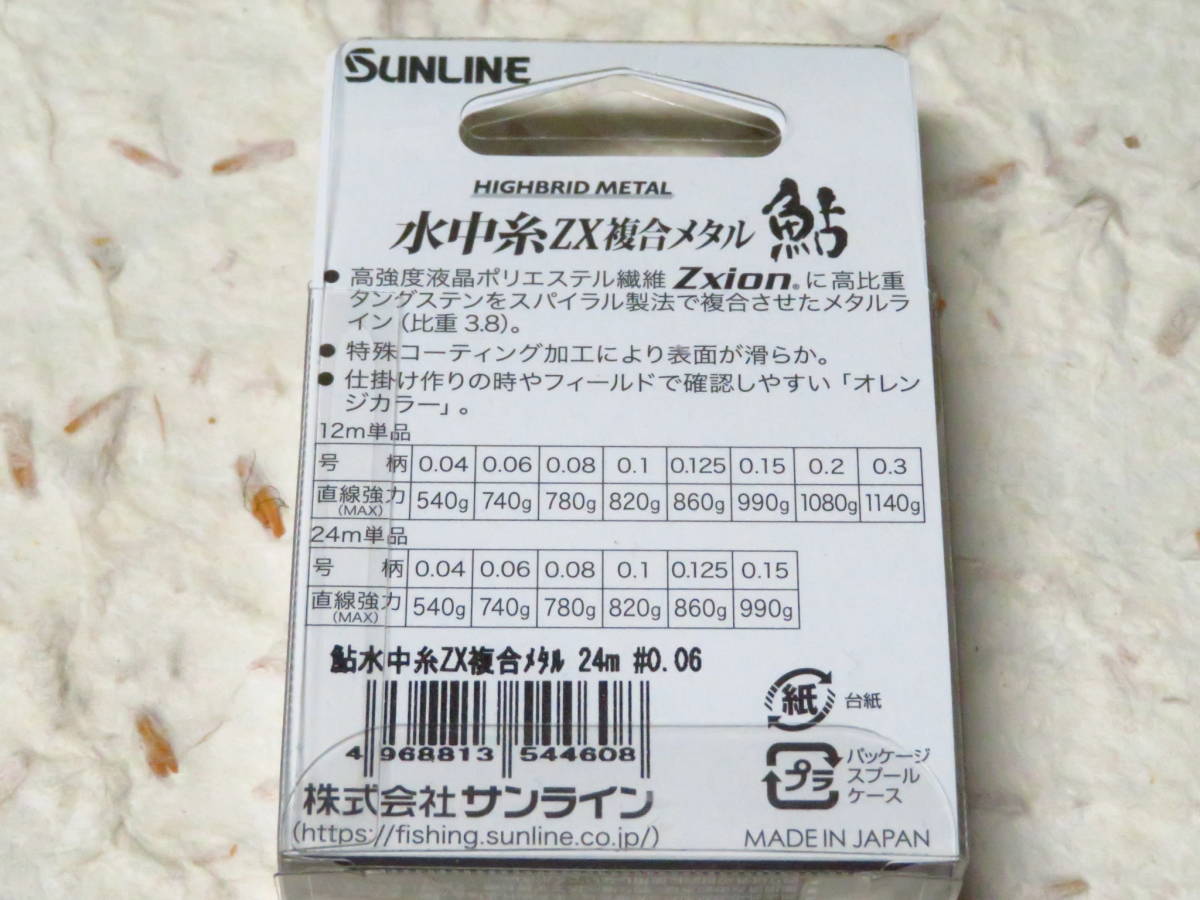 SUNLINE
HIGHBRID METAL
水中糸ZX複合メタル 鮎
● 高強度液晶ポリエステル繊維 Zxion®に高比重
タングステンをスパイラル製法で複合させたメタルラ
イン(比重3.8)。
● 特殊コーティング加工により表面が滑らか。
● 仕掛け作りの時やフィールドで確認しやすい「オレン
ジカラー」。
12m単品
号 柄 0.04 0.06 0.08 0.1 0.125 0.15 0.2 0.3
直線強力(MAX) 540g 740g 780g 820g 860g 990g 1080g 1140g
24m単品
号 柄 0.04 0.06 0.08 0.1 0.125 0.15
直線強力(MAX) 540g 740g 780g 820g 860g 990g
鮎水中糸ZX複合ﾒﾀﾙ 24m #0.06
4 968813 544608
紙 台紙
プラ パッケージ
スプール
ケース
株式会社サンライン
(https://fishing.sunline.co.jp/)
MADE IN JAPAN